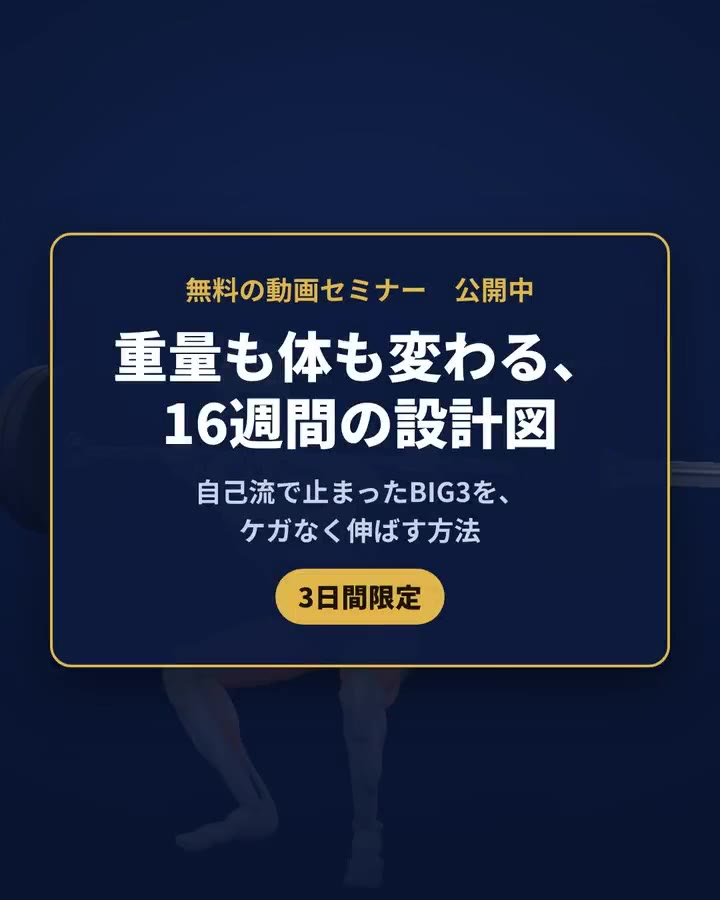 無料の動画セミナー　公開中
重量も体も変わる、
16週間の設計図
自己流で止まったBIG3を、
ケガなく伸ばす方法
3日間限定